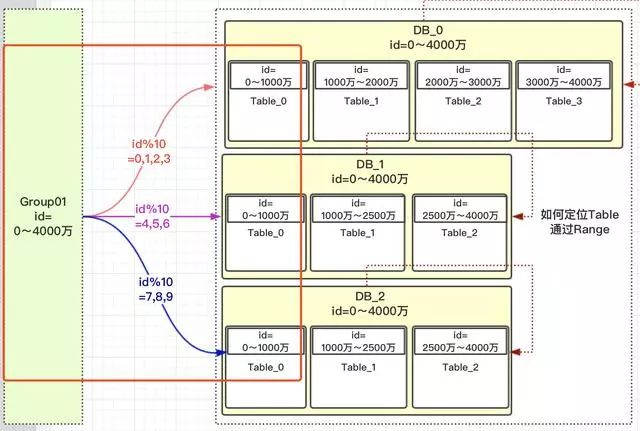 Group01
id=
0～4000万
id%10
=0,1,2,3
id%10
=4,5,6
id%10
=7,8,9
DB_0
id=0～4000万
id=
0～1000万
Table_0
id=
1000万～2000万
Table_1
id=
2000万～3000万
Table_2
id=
3000万～4000万
Table_3
DB_1
id=0～4000万
id=
0～1000万
Table_0
id=
1000万～2500万
Table_1
id=
2500万～4000万
Table_2
DB_2
id=0～4000万
id=
0～1000万
Table_0
id=
1000万～2500万
Table_1
id=
2500万～4000万
Table_2
如何定位Table
通过Range